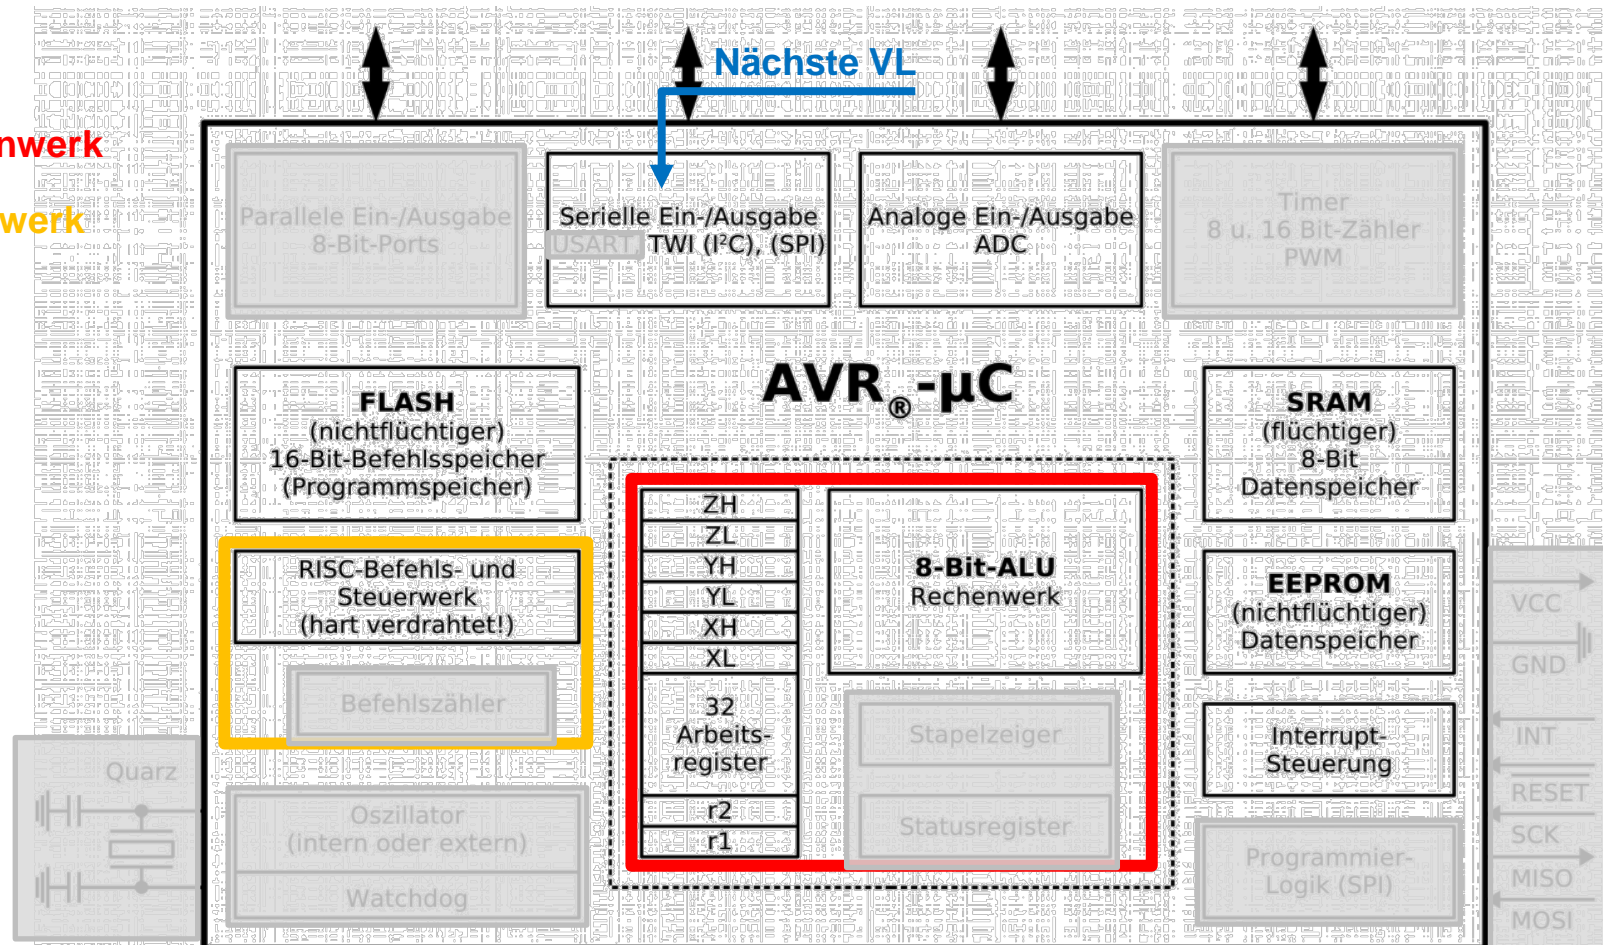 Nächste VL
nwerk
werk
Parallele Ein-/Ausgabe
8-Bit-Ports
Serielle Ein-/Ausgabe
USART, TWI (I²C), (SPI)
Analoge Ein-/Ausgabe
ADC
Timer
8 u. 16 Bit-Zähler
PWM
AVR®-µC
FLASH
(nichtflüchtiger)
16-Bit-Befehlsspeicher
(Programmspeicher)
SRAM
(flüchtiger)
8-Bit
Datenspeicher
RISC-Befehls- und
Steuerwerk
(hart verdrahtet!)
Befehlszähler
ZH
ZL
YH
YL
XH
XL
32
Arbeits-
register
r2
r1
8-Bit-ALU
Rechenwerk
Stapelzeiger
Statusregister
EEPROM
(nichtflüchtiger)
Datenspeicher
Interrupt-
Steuerung
Programmier-
Logik (SPI)
Quarz
Oszillator
(intern oder extern)
Watchdog
VCC
GND
INT
RESET
SCK
MISO
MOSI